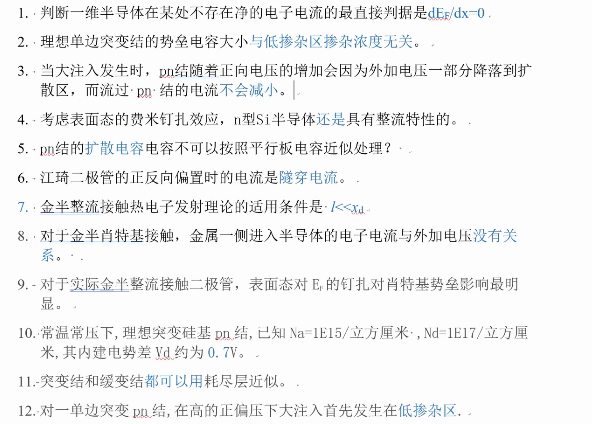 1. 判断一维半导体在某处不存在净的电子电流的最直接判据是dEF/dx=0
2. 理想单边突变结的势垒电容大小与低掺杂区掺杂浓度无关。
3. 当大注入发生时，pn结随着正向电压的增加会因为外加电压一部分降落到扩
散区，而流过 pn 结的电流不会减小。
4. 考虑表面态的费米钉扎效应，n型Si半导体还是具有整流特性的。
5. pn结的扩散电容电容不可以按照平行板电容近似处理？
6. 江琦二极管的正反向偏置时的电流是隧穿电流。
7. 金半整流接触热电子发射理论的适用条件是 l<<xd
8. 对于金半肖特基接触，金属一侧进入半导体的电子电流与外加电压没有关
系。
9. 对于实际金半整流接触二极管，表面态对 EF 的钉扎对肖特基势垒影响最明
显。
10. 常温常压下,理想突变硅基 pn 结,已知 Na=1E15/立方厘米 ,Nd=1E17/立方厘
米,其内建电势差 Vd 约为 0.7V。
11. 突变结和缓变结都可以用耗尽层近似。
12. 对一单边突变 pn 结,在高的正偏压下大注入首先发生在低掺杂区.